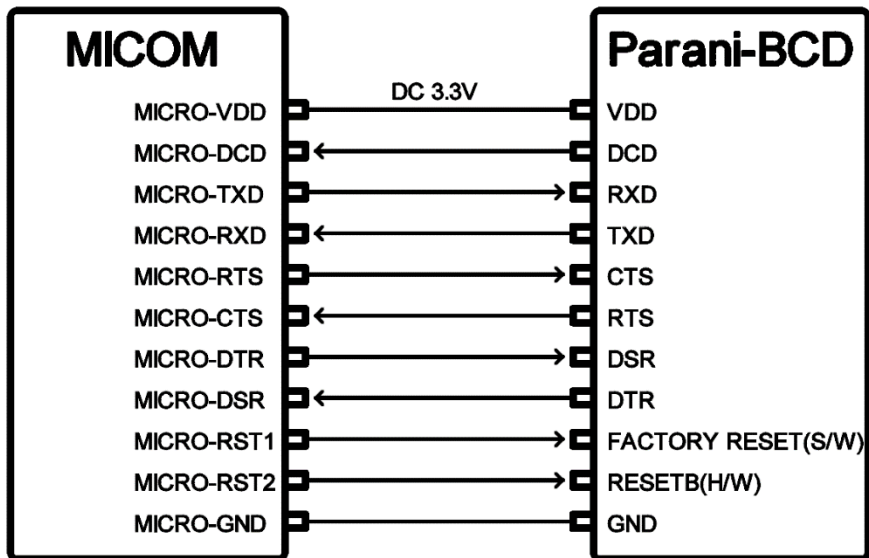 MICOM
Parani-BCD
DC 3.3V
MICRO-VDD
VDD
MICRO-DCD
DCD
MICRO-TXD
RXD
MICRO-RXD
TXD
MICRO-RTS
CTS
MICRO-CTS
RTS
MICRO-DTR
DSR
MICRO-DSR
DTR
MICRO-RST1
FACTORY RESET(S/W)
MICRO-RST2
RESETB(H/W)
MICRO-GND
GND